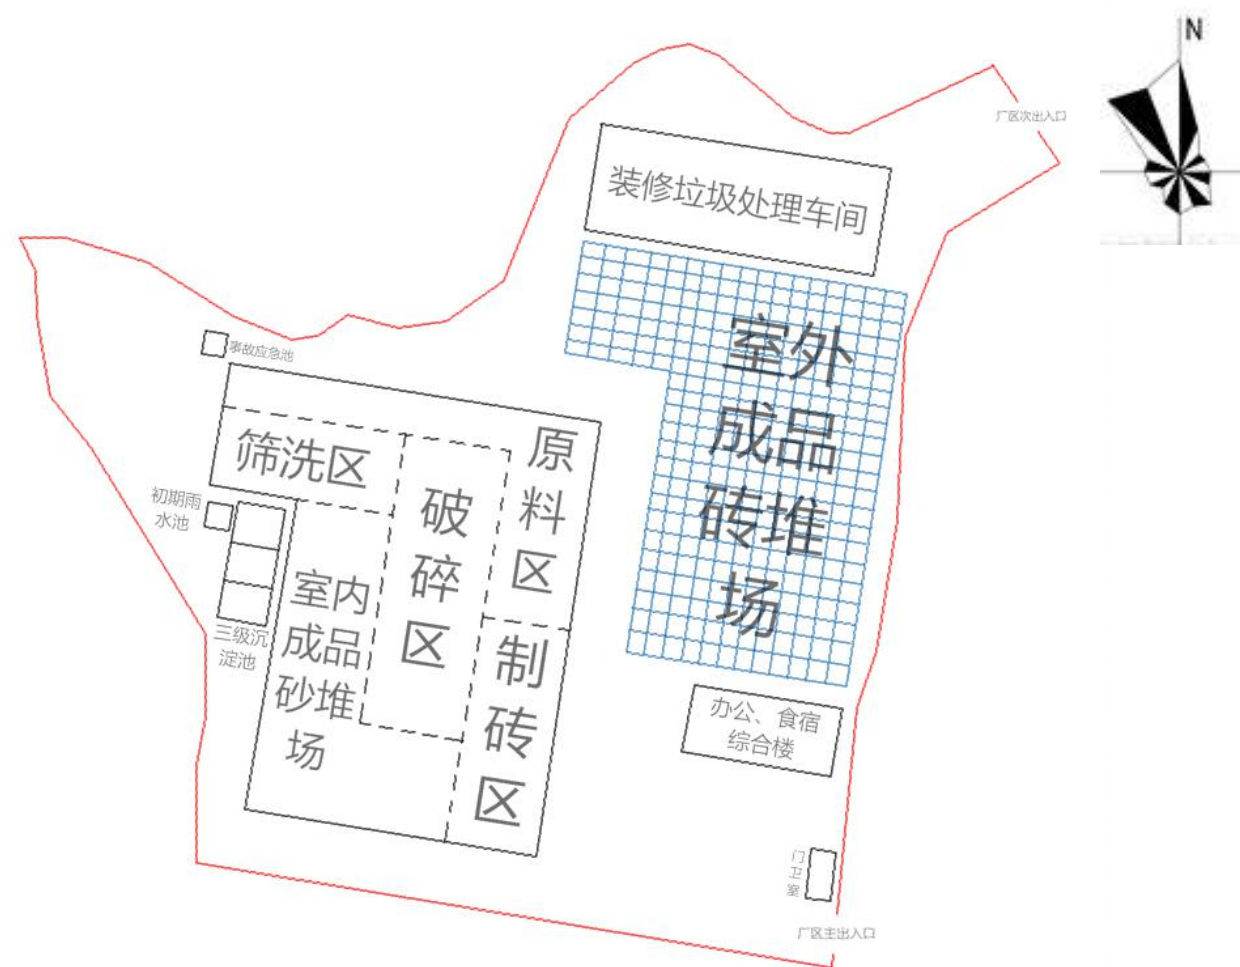 N
厂区次出入口
装修垃圾处理车间
室外
成品
砖堆
场
事故应急池
筛洗区
原
料
区
破
碎
区
初期雨
水池
三级沉
淀池
室内
成品
砂堆
场
制
砖
区
办公、食宿
综合楼
门
卫
室
厂区主出入口